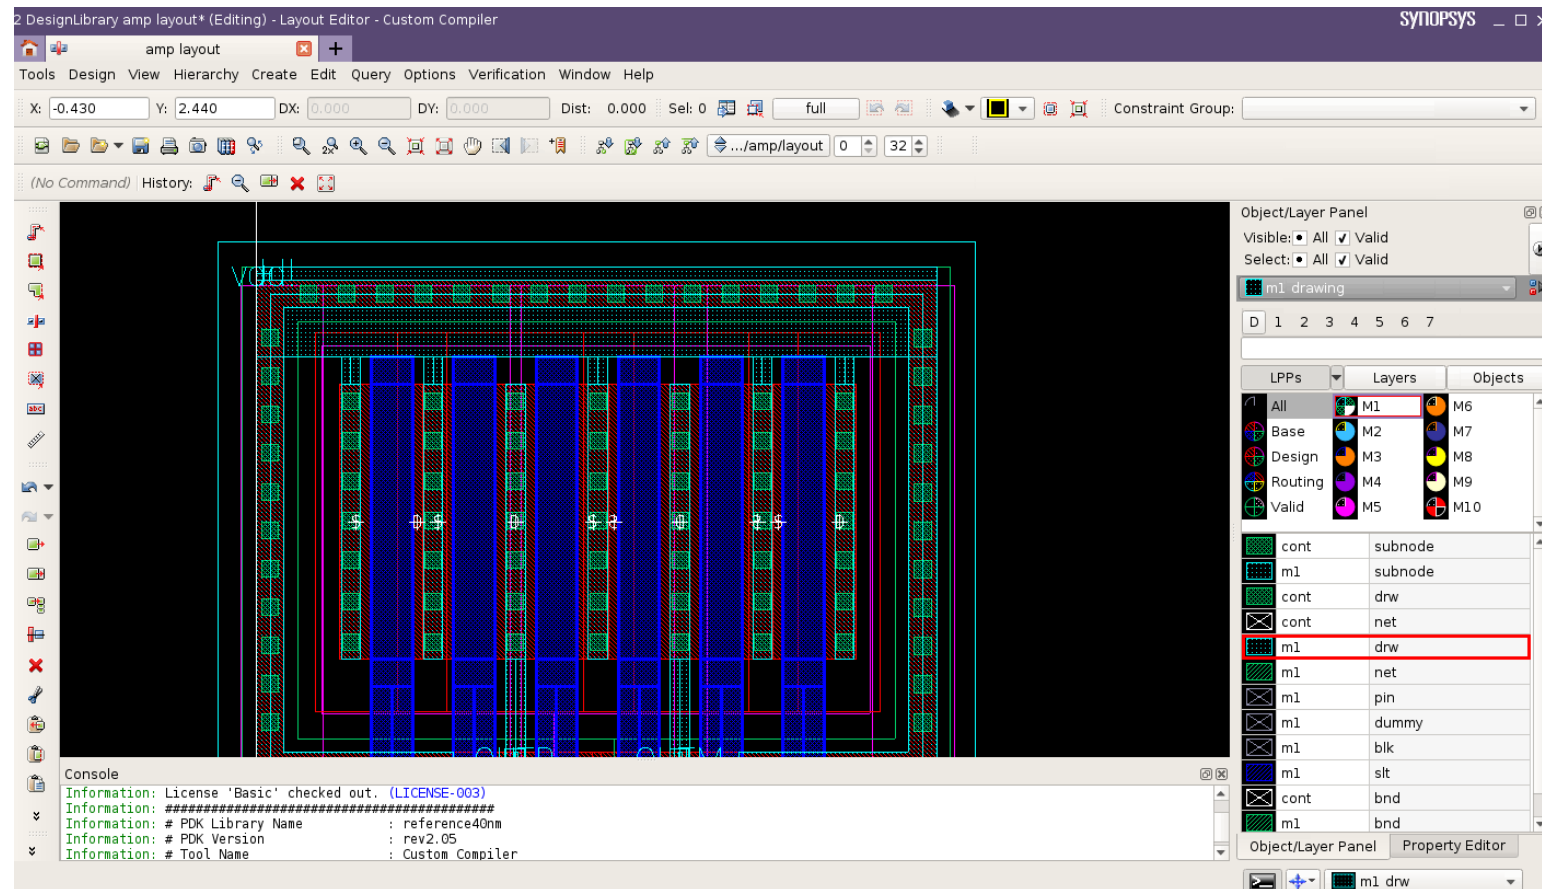 2 DesignLibrary amp layout* (Editing) - Layout Editor - Custom Compiler
SYNOPSYS
amp layout
Tools Design View Hierarchy Create Edit Query Options Verification Window Help
X: -0.430 Y: 2.440 DX: 0.000 DY: 0.000 Dist: 0.000 Sel: 0 full Constraint Group:
.../amp/layout 0 32
(No Command) History:
Object/Layer Panel
Visible: All Valid
Select: All Valid
m1 drawing
D 1 2 3 4 5 6 7
LPPs Layers Objects
All M1 M6
Base M2 M7
Design M3 M8
Routing M4 M9
Valid M5 M10
cont subnode
m1 subnode
cont drw
cont net
m1 drw
m1 net
m1 pin
m1 dummy
m1 blk
m1 slt
cont bnd
m1 bnd
Object/Layer Panel Property Editor
m1 drw
vdd!
S D S D S D S D
abc
Console
Information: License 'Basic' checked out. (LICENSE-003)
Information: ###########################################
Information: # PDK Library Name : reference40nm
Information: # PDK Version : rev2.05
Information: # Tool Name : Custom Compiler